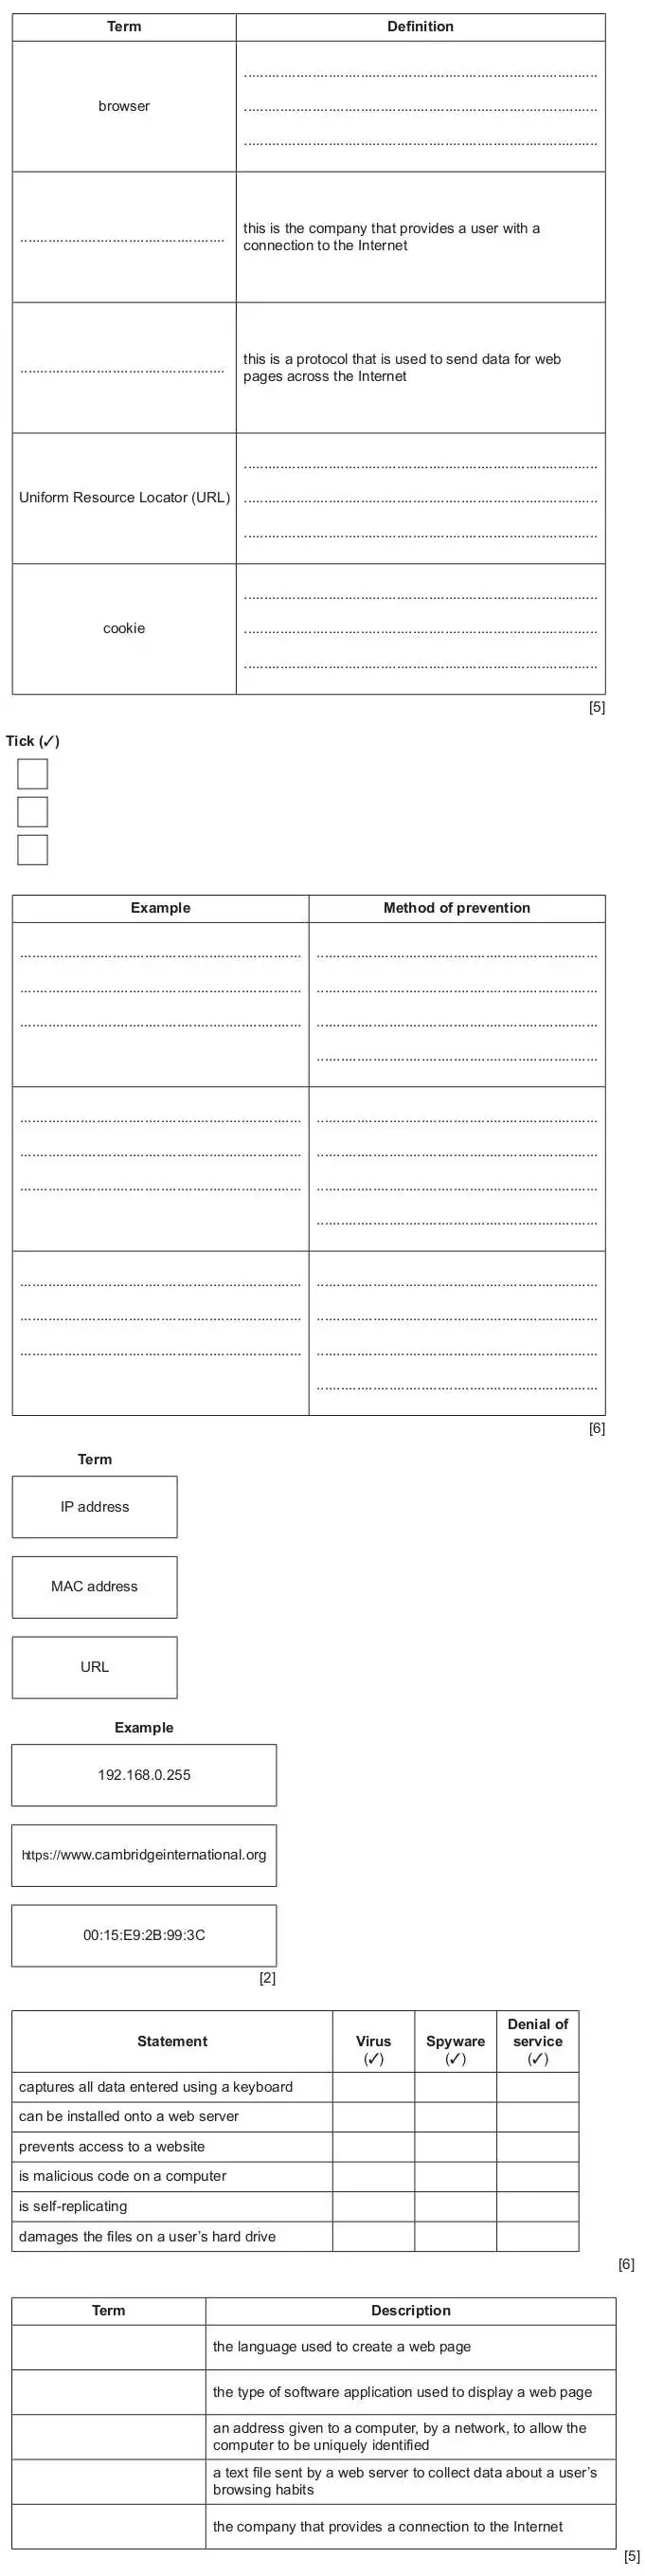 Term Definition
..........
..........
browser
..........
..........
this is the company that provides a user with a
connection to the Internet
..........
this is a protocol that is used to send data for web
pages across the Internet
..........
Uniform Resource Locator (URL)
..........
..........
..........
cookie
..........
..........
[5]
Tick (✓)
Example Method of prevention
[6]
Term
IP address
MAC address
URL
Example
192.168.0.255
https://www.cambridgeinternational.org
00:15:E9:2B:99:3C
[2]
Statement Virus (✓) Spyware (✓) Denial of service (✓)
captures all data entered using a keyboard
can be installed onto a web server
prevents access to a website
is malicious code on a computer
is self-replicating
damages the files on a user's hard drive
[6]
Term Description
the language used to create a web page
the type of software application used to display a web page
an address given to a computer, by a network, to allow the
computer to be uniquely identified
a text file sent by a web server to collect data about a user's
browsing habits
the company that provides a connection to the Internet
[5]